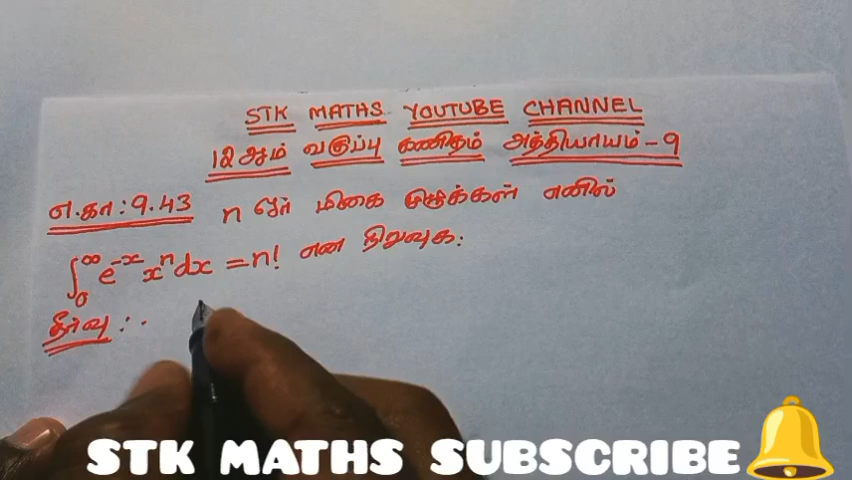 STK MATHS YOUTUBE CHANNEL
12ஆம் வகுப்பு கணிதம் அத்தியாயம் - 9
எ.கா : 9.43 n ஓர் மிகை முழுக்கள் எனில்
∫₀^∞ e^-x x^n dx = n! என நிறுவுக.
தீர்வு :-
STK MATHS SUBSCRIBE